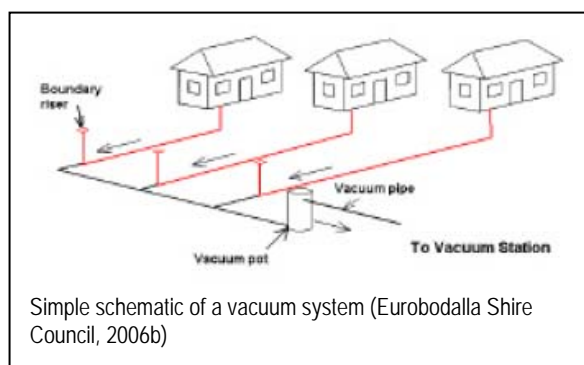 Boundary
riser
Vacuum pipe
Vacuum pot
To Vacuum Station
Simple schematic of a vacuum system (Eurobodalla Shire
Council, 2006b)